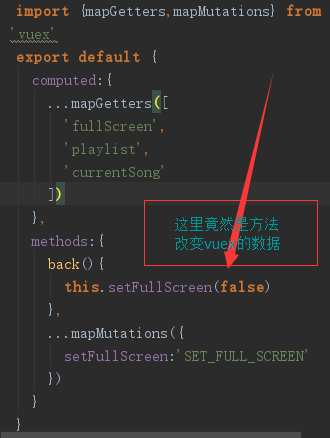 import {mapGetters,mapMutations} from
'vuex'
export default {
computed:{
...mapGetters([
'fullScreen',
'playlist',
'currentSong'
])
},
这里竟然是方法
改变vuex的数据
methods:{
back(){
this.setFullScreen(false)
},
...mapMutations({
setFullScreen:'SET_FULL_SCREEN'
})
}
}